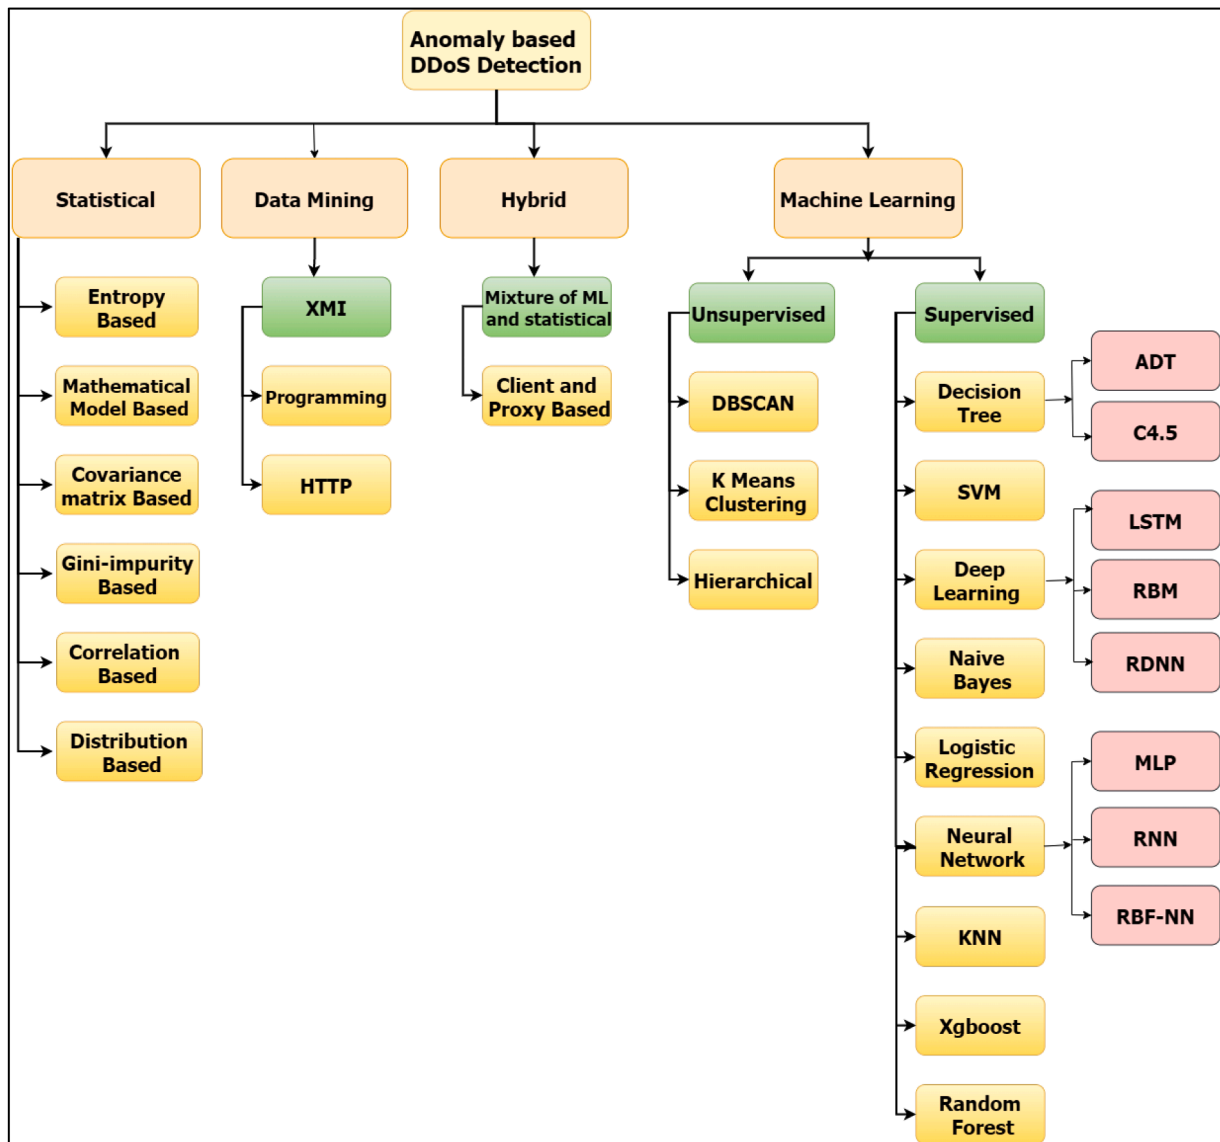 Anomaly based
DDoS Detection
Statistical
Data Mining
Hybrid
Machine Learning
Entropy
Based
Mathematical
Model Based
Covariance
matrix Based
Gini-impurity
Based
Correlation
Based
Distribution
Based
XMI
Programming
HTTP
Mixture of ML
and statistical
Client and
Proxy Based
Unsupervised
DBSCAN
K Means
Clustering
Hierarchical
Supervised
Decision
Tree
ADT
C4.5
SVM
Deep
Learning
LSTM
RBM
RDNN
Naive
Bayes
Logistic
Regression
Neural
Network
MLP
RNN
RBF-NN
KNN
Xgboost
Random
Forest